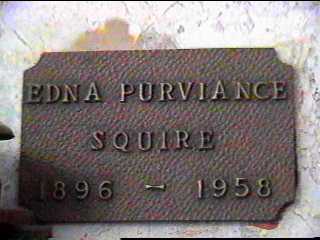 EDNA PURVIANCE
SQUIRE
1896 – 1958